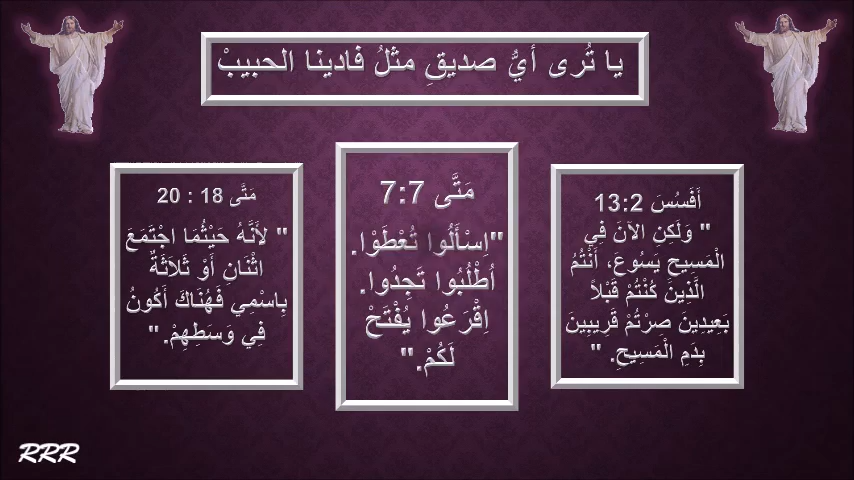 يا تُرى أيُّ صديقِ مثلُ فادينا الحبيبْ
أَفَسُسَ 13:2
" وَلَكنِ الآنَ فِي
الْمَسِيحِ يَسُوعَ، أَنْتُمُ
الَّذِينَ كُنْتُمْ قَبْلاً
بَعِيدِينَ صِرْتُمْ قَرِيبِينَ
بِدَمِ الْمَسِيحِ. "
مَتَّى 7:7
"اِسْأَلُوا تُعْطَوْا.
اُطْلُبُوا تَجِدُوا.
اِقْرَعُوا يُفْتَحْ
لَكُمْ."
مَتَّى 18 : 20
" لأَنَّهُ حَيْثُمَا اجْتَمَعَ
اثْنَانِ أَوْ ثَلاَثَةٌ
بِاسْمِي فَهُنَاكَ أَكُونُ
فِي وَسَطِهِمْ. "
RRR